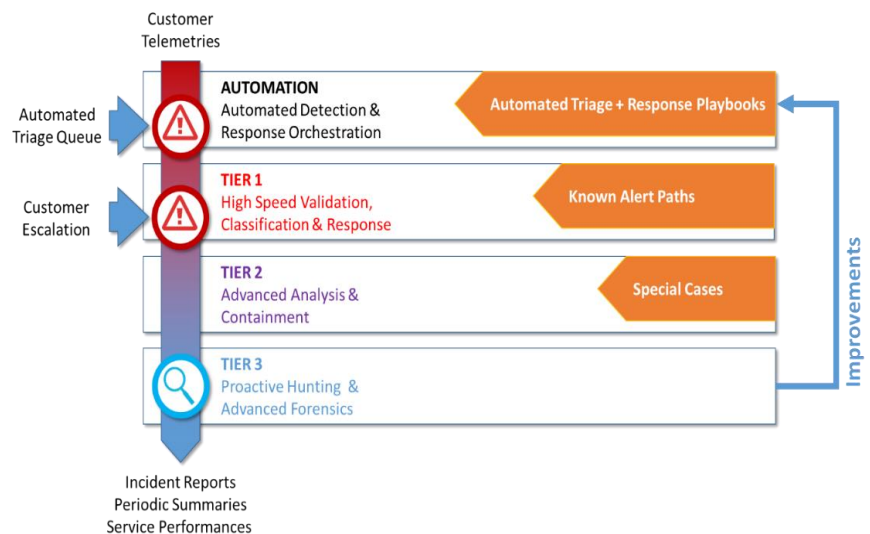 Customer
Telemetries
AUTOMATION
Automated Detection &
Response Orchestration
Automated Triage + Response Playbooks
Automated
Triage Queue
TIER 1
High Speed Validation,
Classification & Response
Known Alert Paths
Customer
Escalation
TIER 2
Advanced Analysis &
Containment
Special Cases
Improvements
TIER 3
Proactive Hunting &
Advanced Forensics
Incident Reports
Periodic Summaries
Service Performances